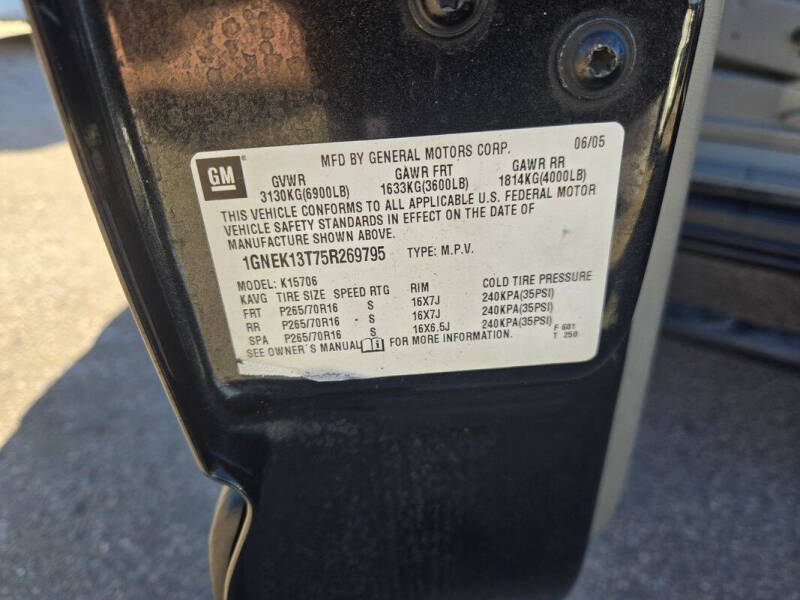 MFD BY GENERAL MOTORS CORP. 06/05
GM ®
GVWR GAWR FRT GAWR RR
3130KG(6900LB) 1633KG(3600LB) 1814KG(4000LB)
THIS VEHICLE CONFORMS TO ALL APPLICABLE U.S. FEDERAL MOTOR
VEHICLE SAFETY STANDARDS IN EFFECT ON THE DATE OF
MANUFACTURE SHOWN ABOVE.
1GNEK13T75R269795 TYPE: M.P.V.
MODEL: K15706
KAVG TIRE SIZE SPEED RTG RIM COLD TIRE PRESSURE
FRT P265/70R16 S 16X7J 240KPA(35PSI)
RR P265/70R16 S 16X7J 240KPA(35PSI)
SPA P265/70R16 S 16X6.5J 240KPA(35PSI)
SEE OWNER'S MANUAL FOR MORE INFORMATION.
F 601
T 250